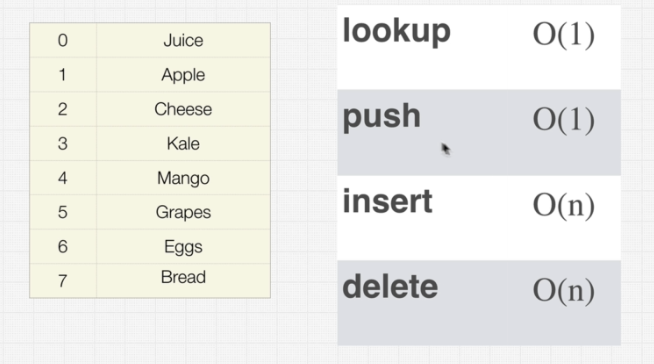 0 Juice
1 Apple
2 Cheese
3 Kale
4 Mango
5 Grapes
6 Eggs
7 Bread
lookup O(1)
push O(1)
insert O(n)
delete O(n)